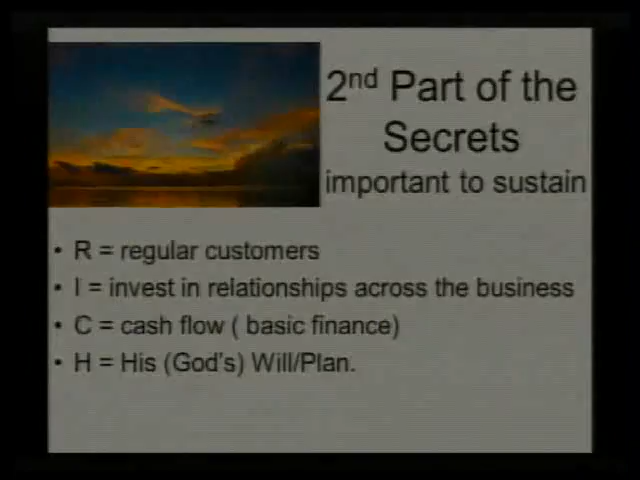 2nd Part of the
Secrets
important to sustain
• R = regular customers
• I = invest in relationships across the business
• C = cash flow ( basic finance)
• H = His (God's) Will/Plan.